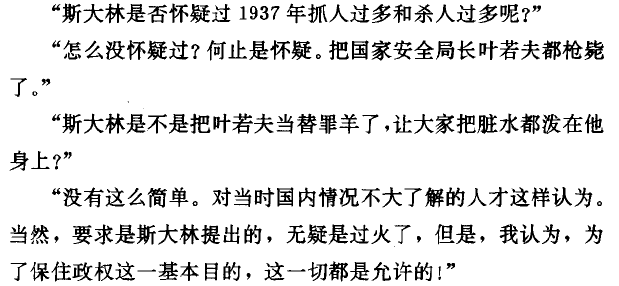 “斯大林是否怀疑过 1937 年抓人过多和杀人过多呢?”
“怎么没怀疑过? 何止是怀疑。把国家安全局长叶若夫都枪毙
了。”
“斯大林是不是把叶若夫当替罪羊了,让大家把脏水都泼在他
身上?”
“没有这么简单。对当时国内情况不大了解的人才这样认为。
当然，要求是斯大林提出的，无疑是过火了，但是，我认为，为
了保住政权这一基本目的，这一切都是允许的!”